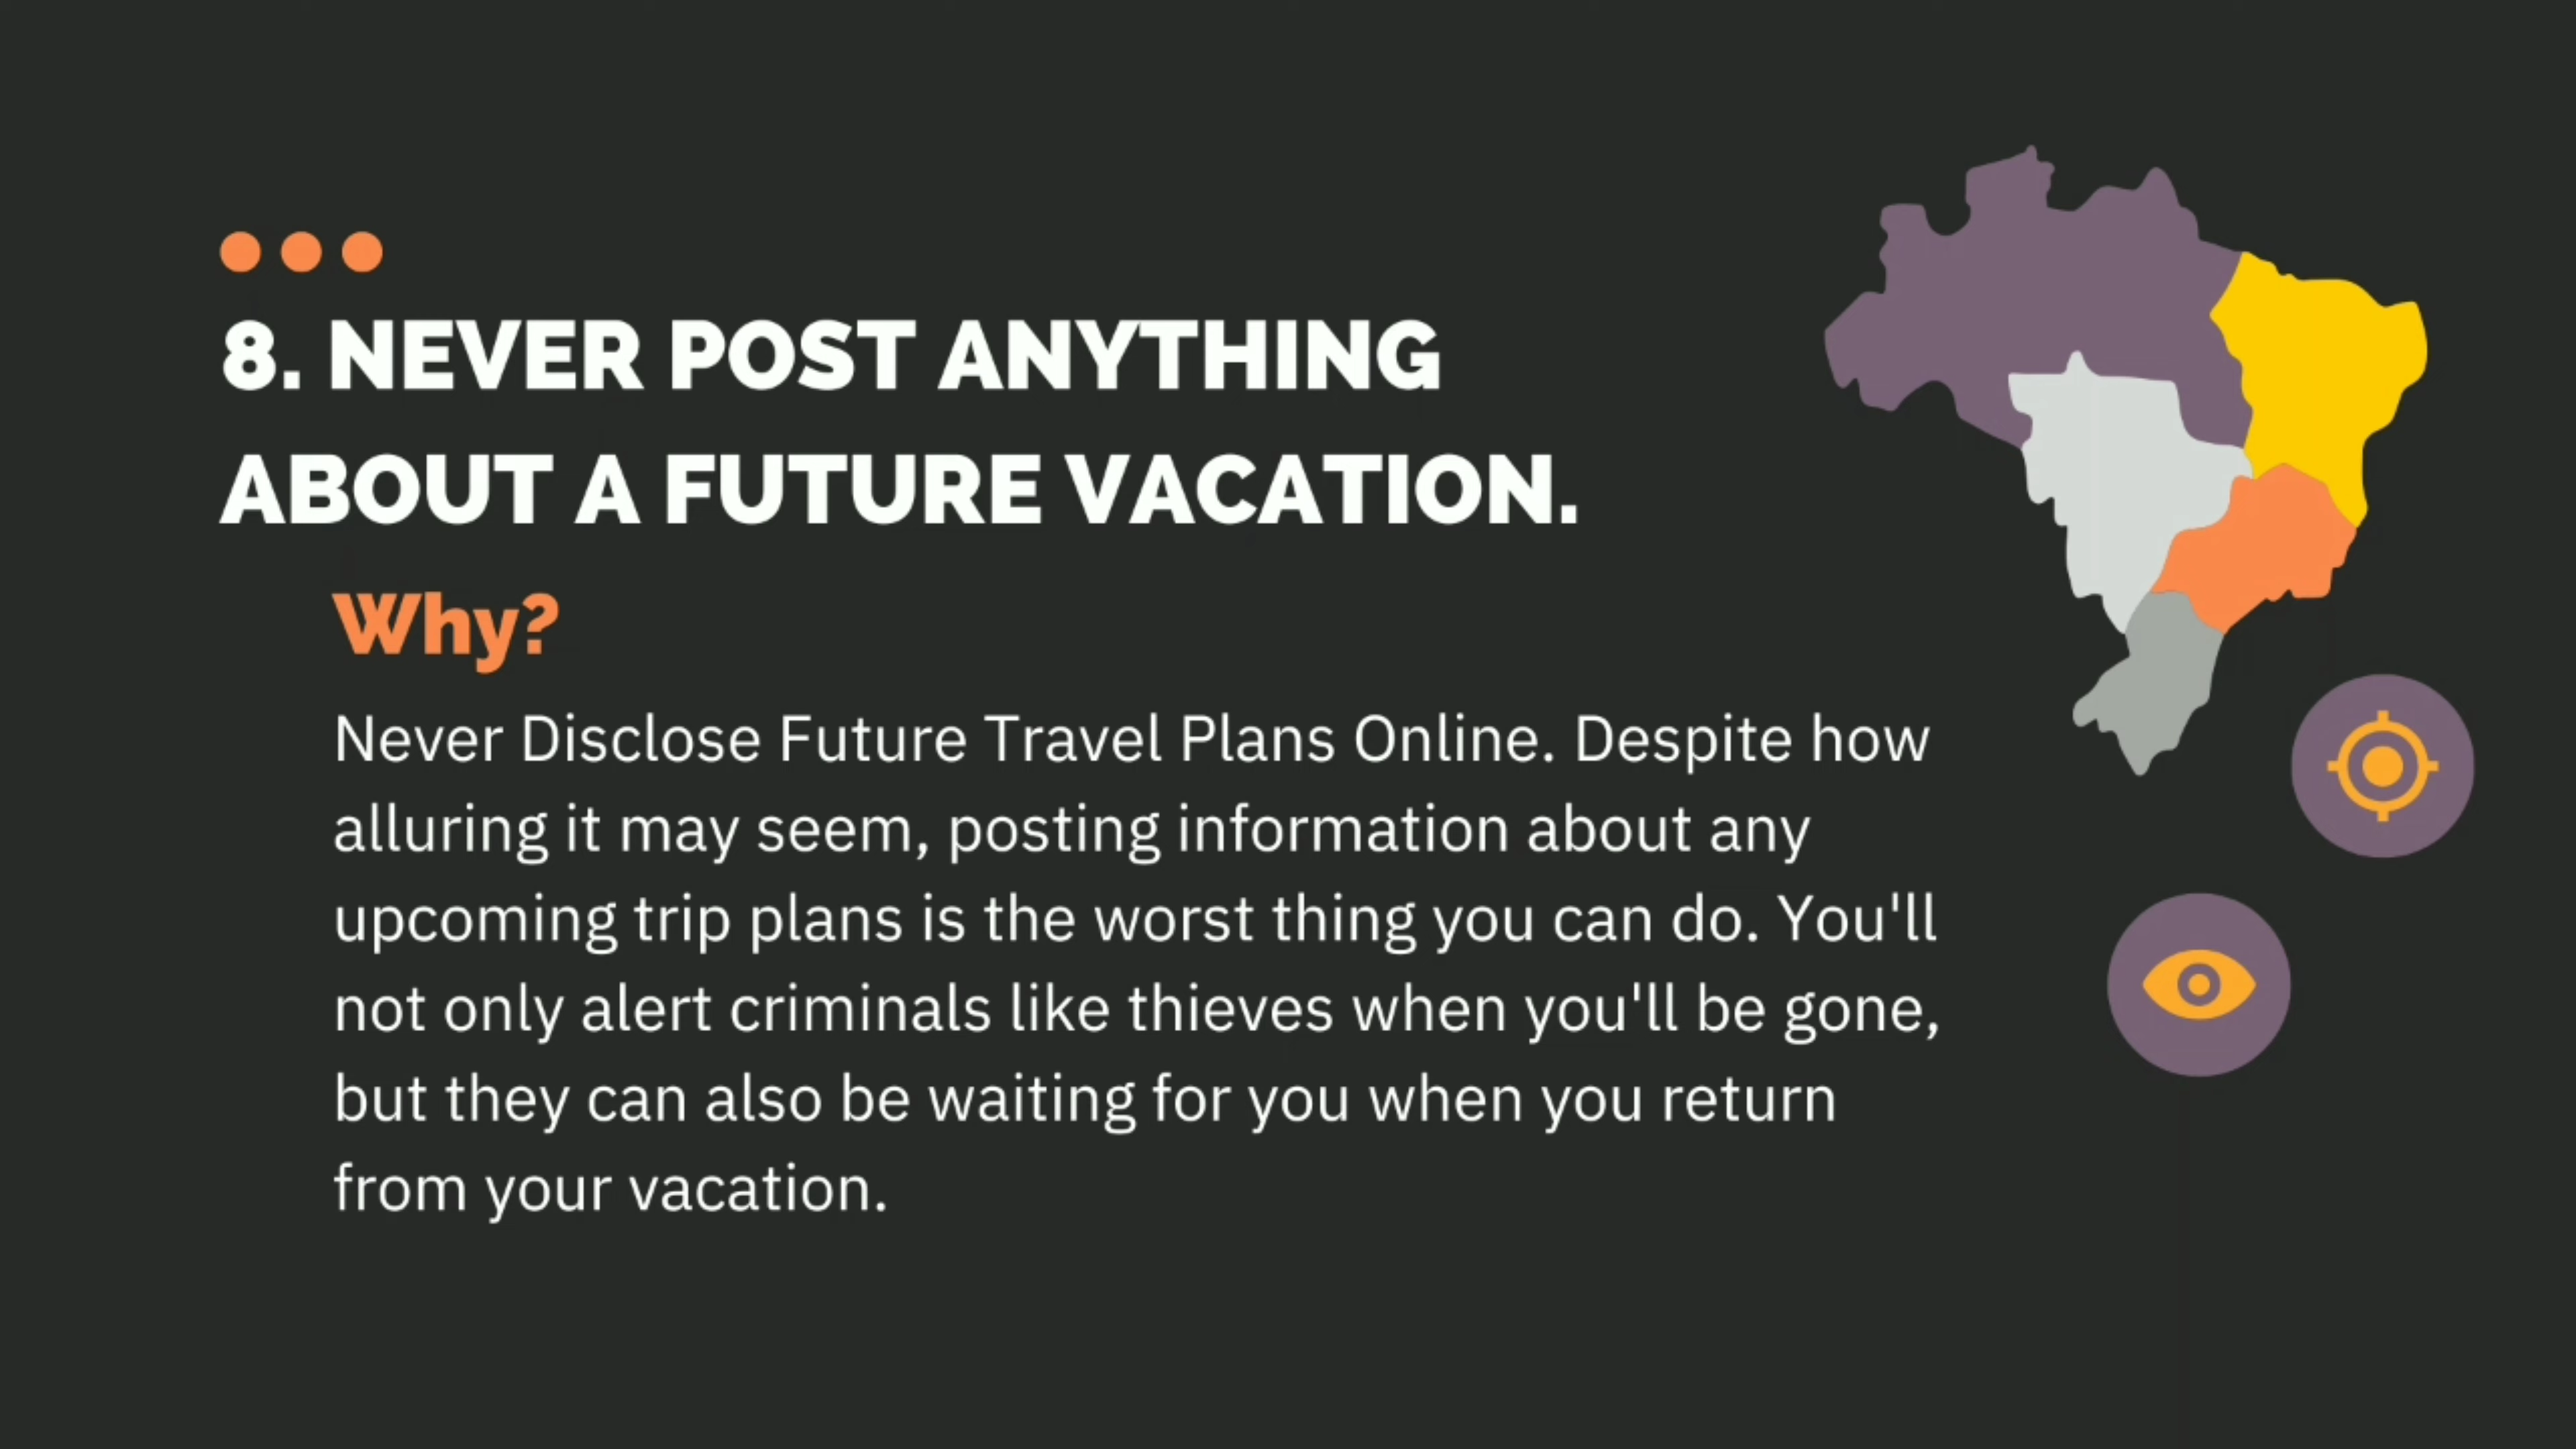 8. NEVER POST ANYTHING
ABOUT A FUTURE VACATION.
Why?
Never Disclose Future Travel Plans Online. Despite how
alluring it may seem, posting information about any
upcoming trip plans is the worst thing you can do. You'll
not only alert criminals like thieves when you'll be gone,
but they can also be waiting for you when you return
from your vacation.